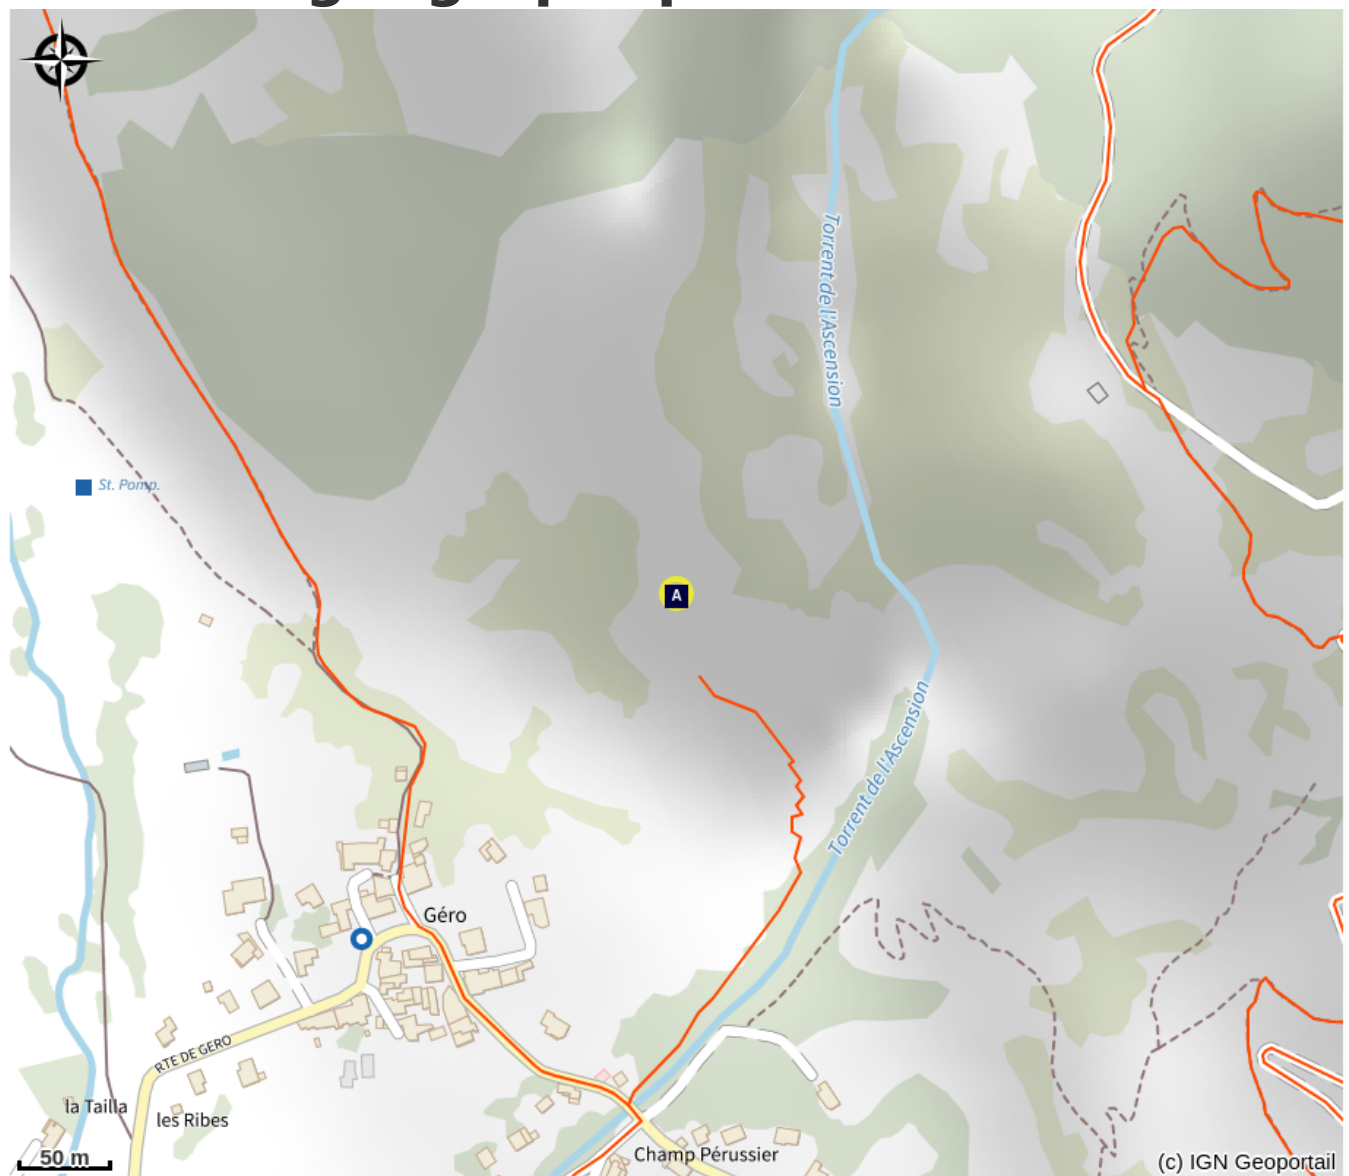 Torrent de l'Ascension
St. Pomp.
A
Torrent de l'Ascension
Géro
RTE DE GERO
la Tailla
les Ribes
Champ Pérussier
50 m
(c) IGN Geoportail